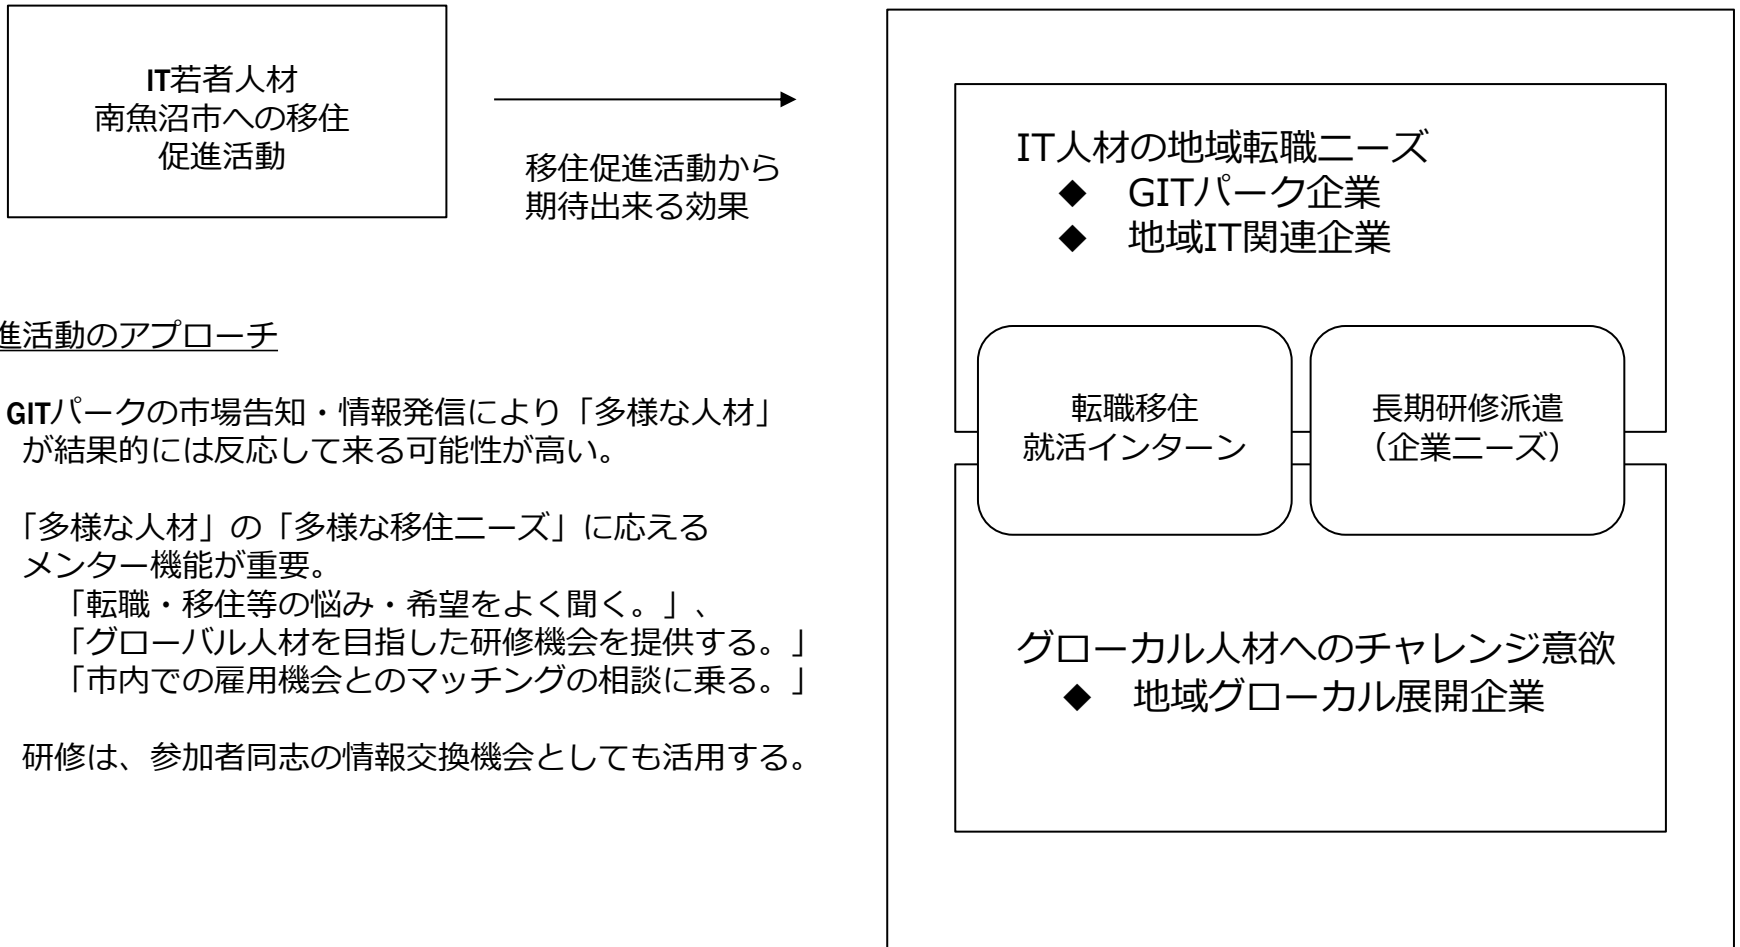 IT若者人材
南魚沼市への移住
促進活動
移住促進活動から
期待出来る効果
進活動のアプローチ
GITパークの市場告知・情報発信により「多様な人材」
が結果的には反応して来る可能性が高い。
「多様な人材」の「多様な移住ニーズ」に応える
メンター機能が重要。
「転職・移住等の悩み・希望をよく聞く。」、
「グローバル人材を目指した研修機会を提供する。」
「市内での雇用機会とのマッチングの相談に乗る。」
研修は、参加者同志の情報交換機会としても活用する。
IT人材の地域転職ニーズ
◆ GITパーク企業
◆ 地域IT関連企業
転職移住
就活インターン
長期研修派遣
（企業ニーズ）
グローカル人材へのチャレンジ意欲
◆ 地域グローカル展開企業